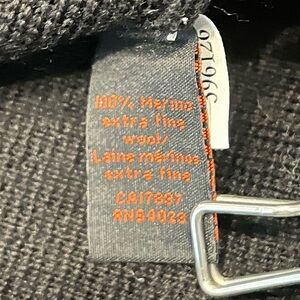 100% Merino
extra fine
wool/
Laine mérinos
extra fine
CA17897
RN54023